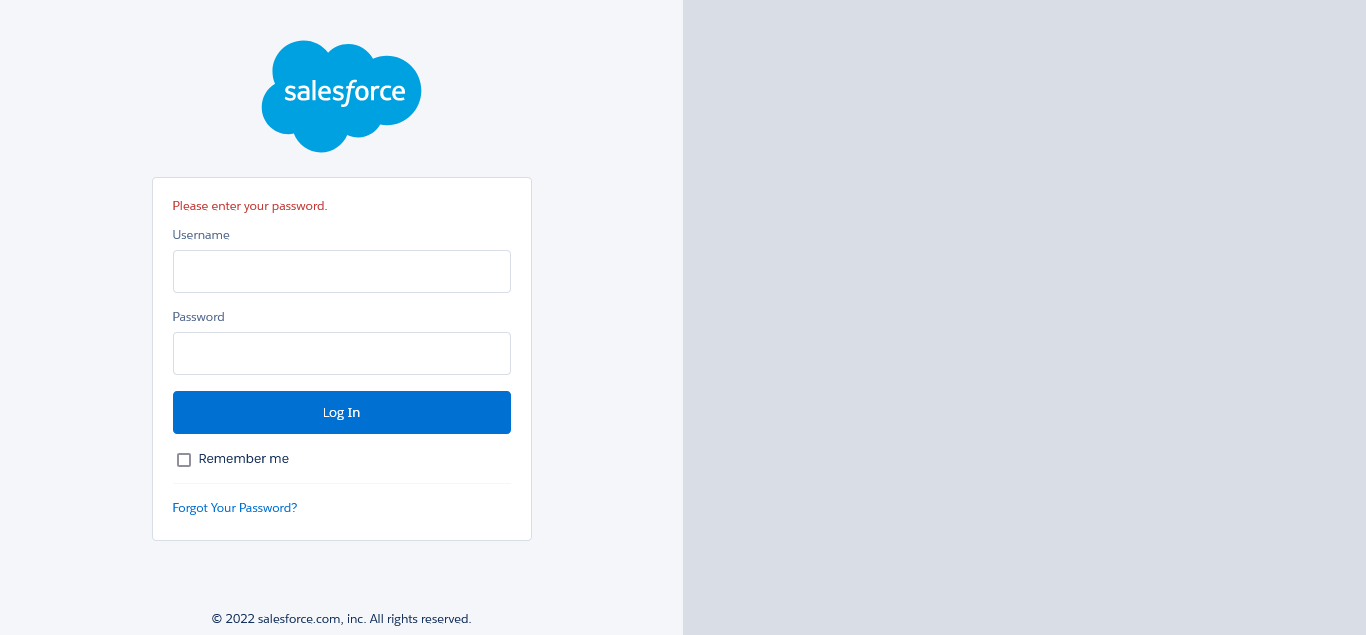 salesforce
Please enter your password.
Username
Password
Log In
Remember me
Forgot Your Password?
© 2022 salesforce.com, inc. All rights reserved.